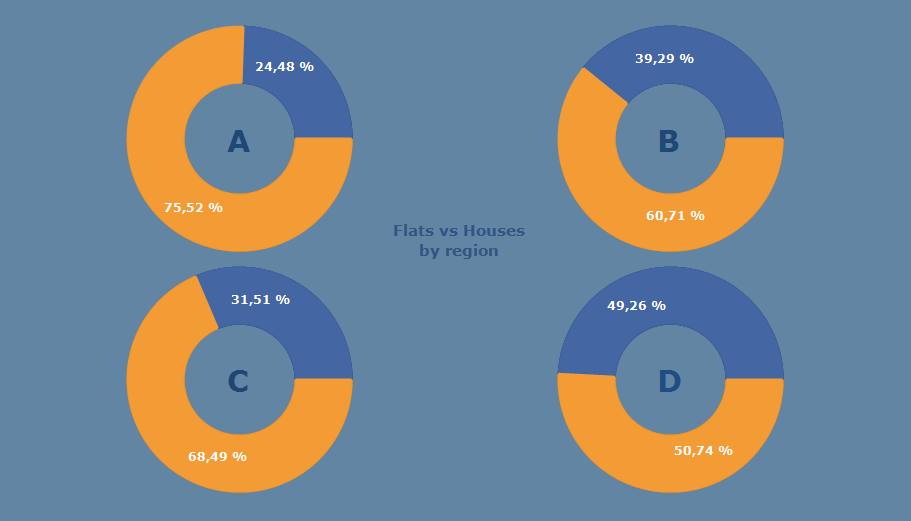 24,48 %
A
75,52 %
39,29 %
B
60,71 %
Flats vs Houses
by region
31,51 %
C
68,49 %
49,26 %
D
50,74 %